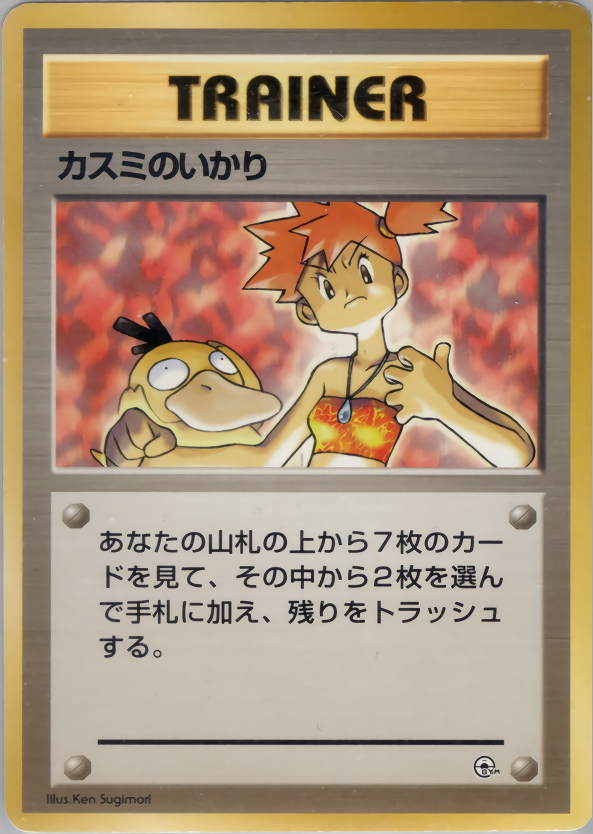 TRAINER
カスミのいかり
あなたの山札の上から７枚のカー
ドを見て、その中から２枚を選ん
で手札に加え、残りをトラッシュ
する。
GYM
Illus. Ken Sugimori